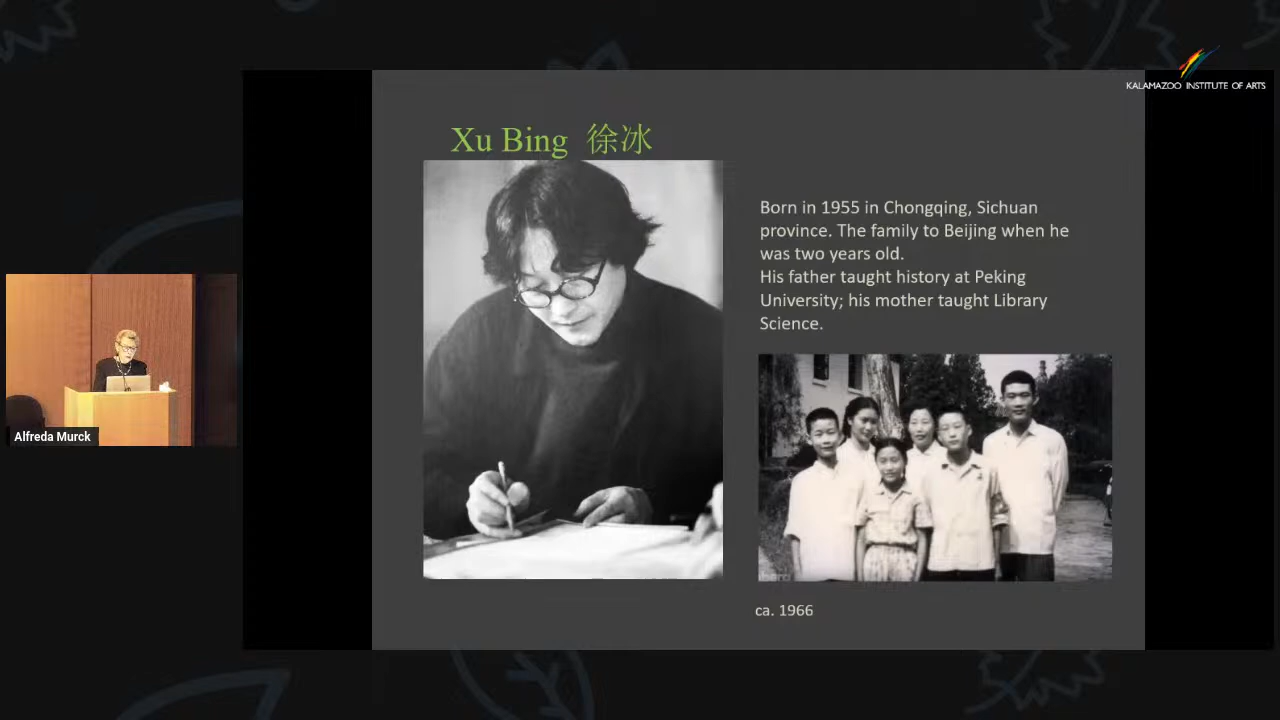 KALAMAZOO INSTITUTE OF ARTS
Xu Bing 徐冰
Born in 1955 in Chongqing, Sichuan
province. The family to Beijing when he
was two years old.
His father taught history at Peking
University; his mother taught Library
Science.
Alfreda Murck
ca. 1966